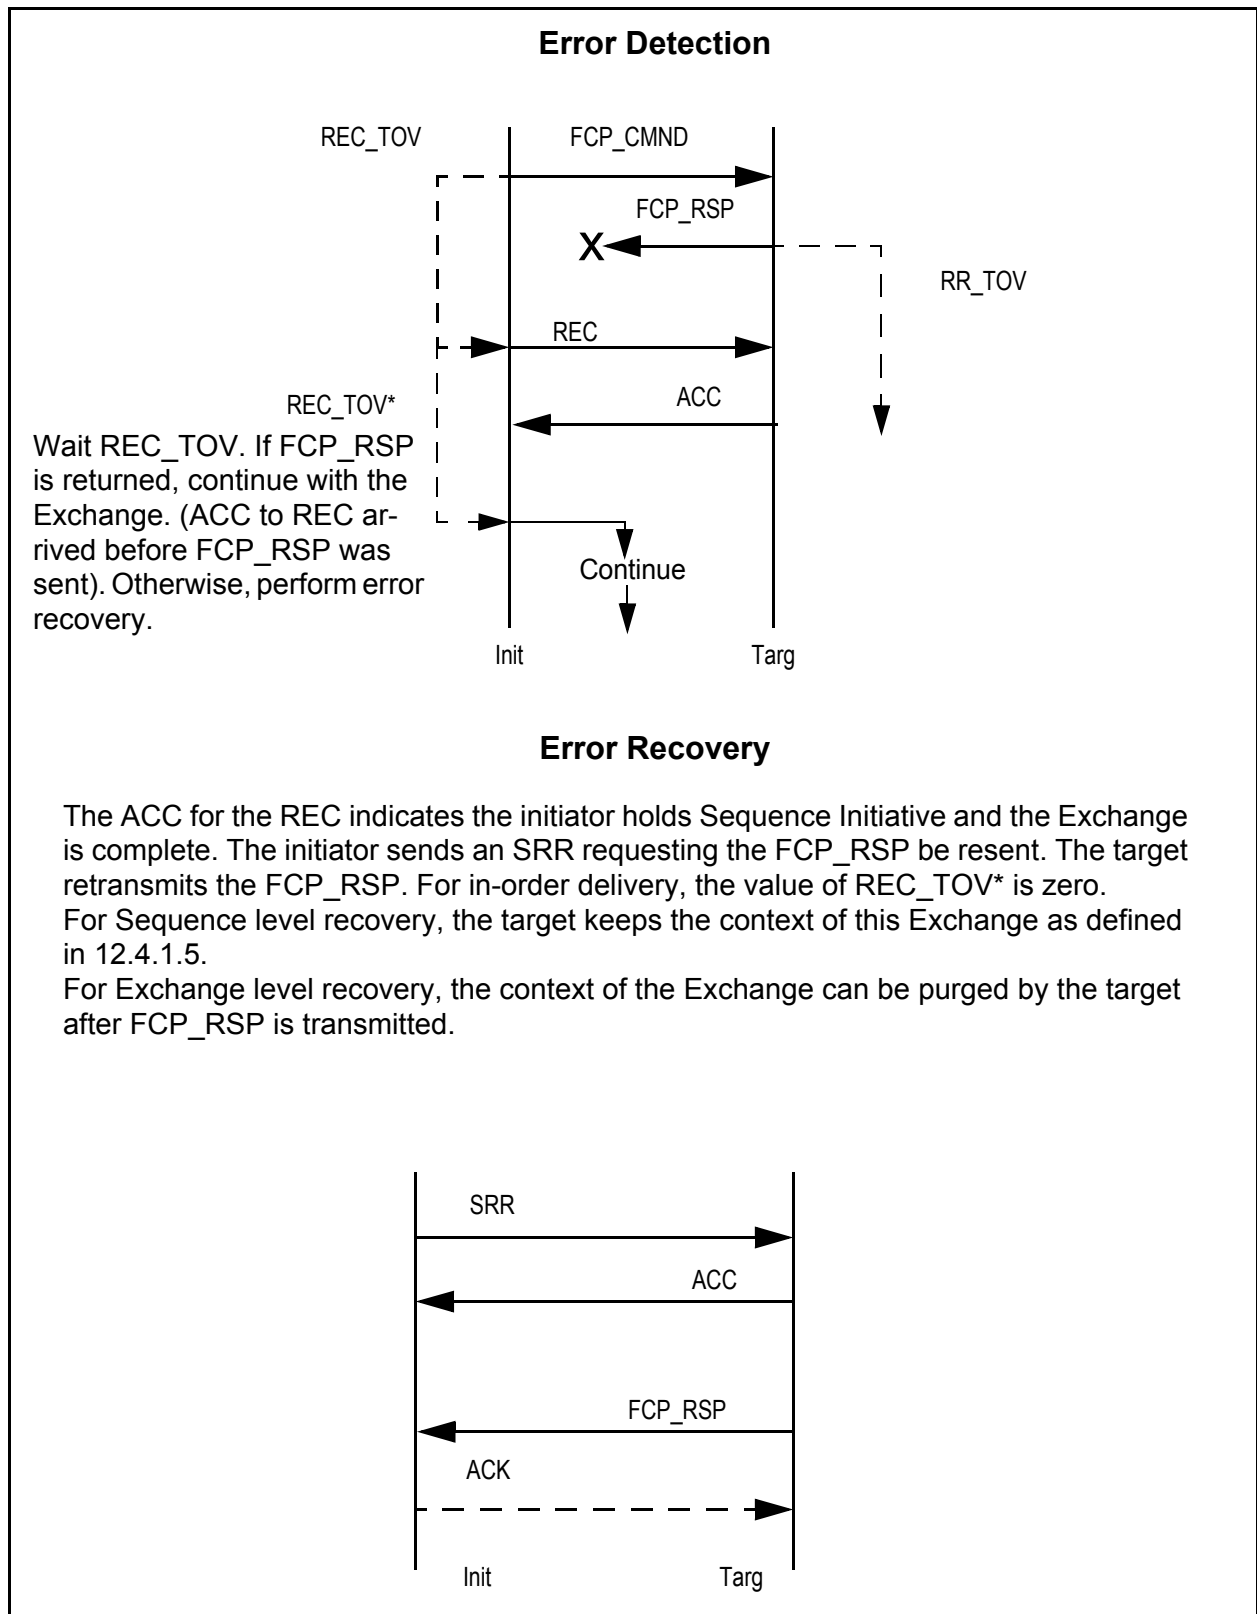 Error Detection
REC_TOV
FCP_CMND
FCP_RSP
X
RR_TOV
REC
REC_TOV*
ACC
Wait REC_TOV. If FCP_RSP
is returned, continue with the
Exchange. (ACC to REC ar-
rived before FCP_RSP was
sent). Otherwise, perform error
recovery.
Continue
Init
Targ
Error Recovery
The ACC for the REC indicates the initiator holds Sequence Initiative and the Exchange
is complete. The initiator sends an SRR requesting the FCP_RSP be resent. The target
retransmits the FCP_RSP. For in-order delivery, the value of REC_TOV* is zero.
For Sequence level recovery, the target keeps the context of this Exchange as defined
in 12.4.1.5.
For Exchange level recovery, the context of the Exchange can be purged by the target
after FCP_RSP is transmitted.
SRR
ACC
FCP_RSP
ACK
Init
Targ